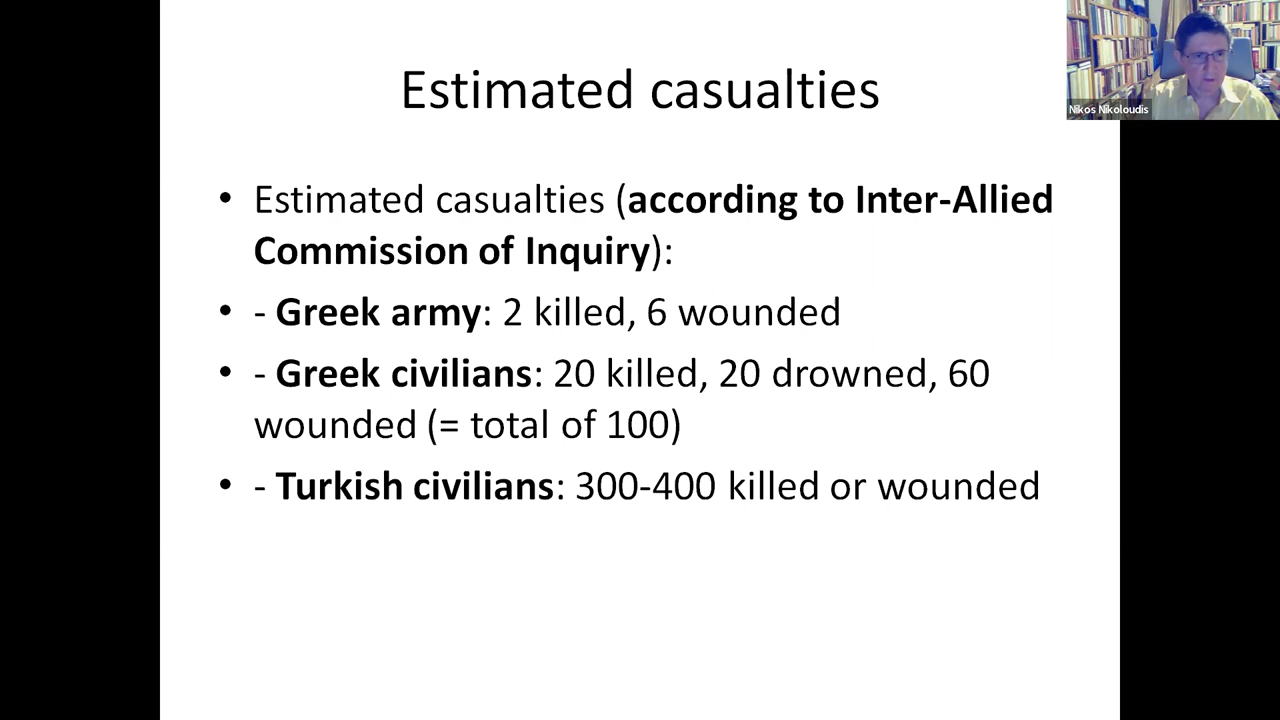 Estimated casualties
Nikos Nikoloudis
• Estimated casualties (according to Inter-Allied
Commission of Inquiry):
• - Greek army: 2 killed, 6 wounded
• - Greek civilians: 20 killed, 20 drowned, 60
wounded (= total of 100)
• - Turkish civilians: 300-400 killed or wounded